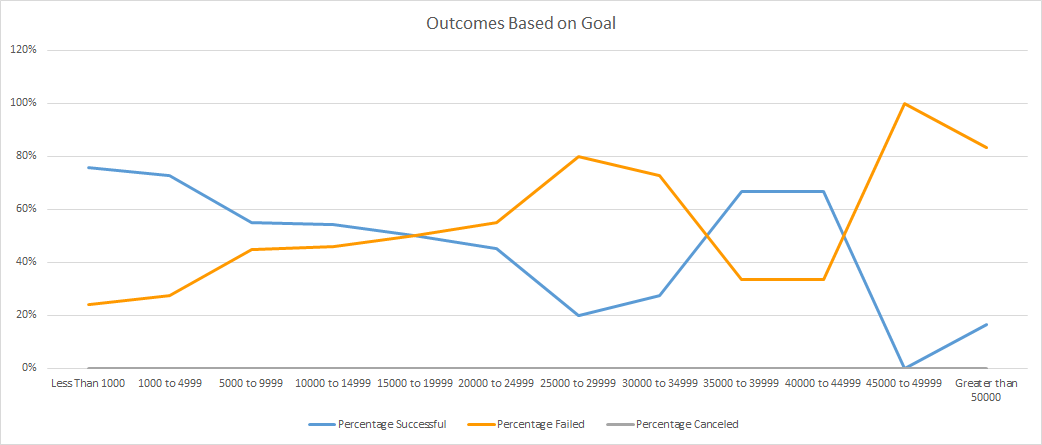 Outcomes Based on Goal
120%
100%
80%
60%
40%
20%
0%
Less Than 1000 1000 to 4999 5000 to 9999 10000 to 14999 15000 to 19999 20000 to 24999 25000 to 29999 30000 to 34999 35000 to 39999 40000 to 44999 45000 to 49999 Greater than
50000
Percentage Successful Percentage Failed Percentage Canceled